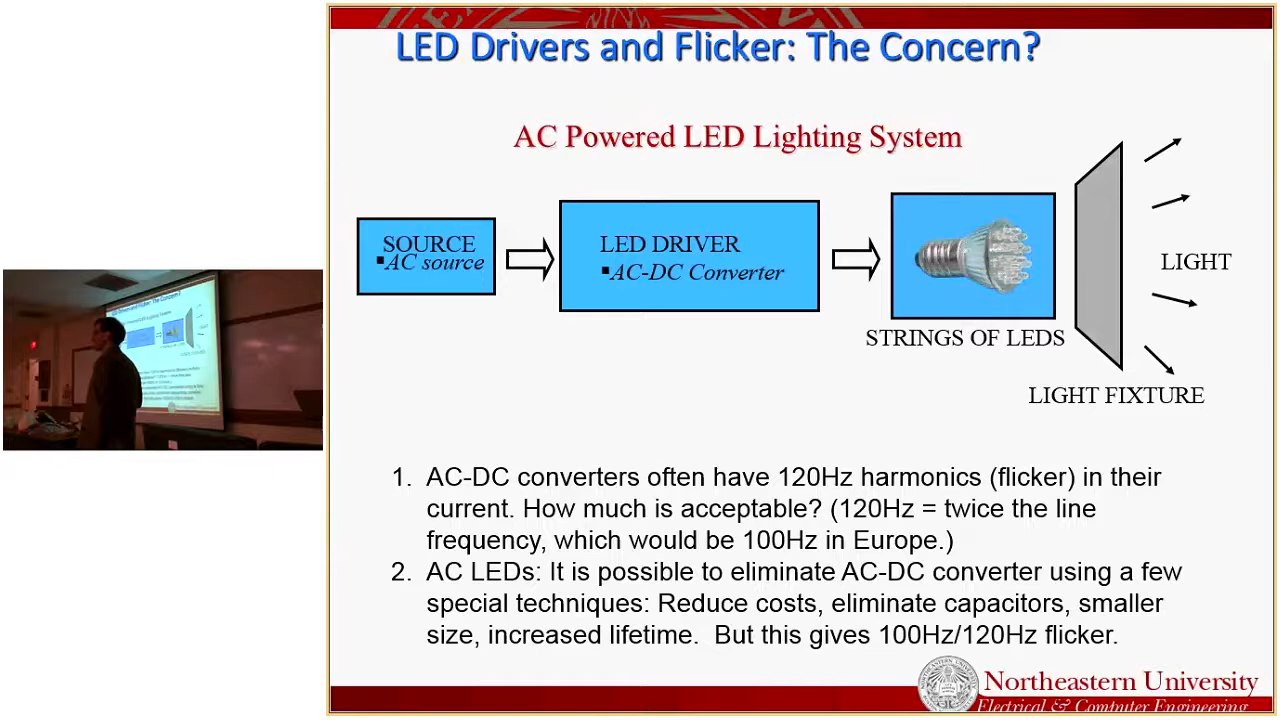 LED Drivers and Flicker: The Concern?
AC Powered LED Lighting System
SOURCE
▪AC source
LED DRIVER
▪AC-DC Converter
STRINGS OF LEDS
LIGHT
LIGHT FIXTURE
1. AC-DC converters often have 120Hz harmonics (flicker) in their
current. How much is acceptable? (120Hz = twice the line
frequency, which would be 100Hz in Europe.)
2. AC LEDs: It is possible to eliminate AC-DC converter using a few
special techniques: Reduce costs, eliminate capacitors, smaller
size, increased lifetime.  But this gives 100Hz/120Hz flicker.
Northeastern University
Electrical & Computer Engineering